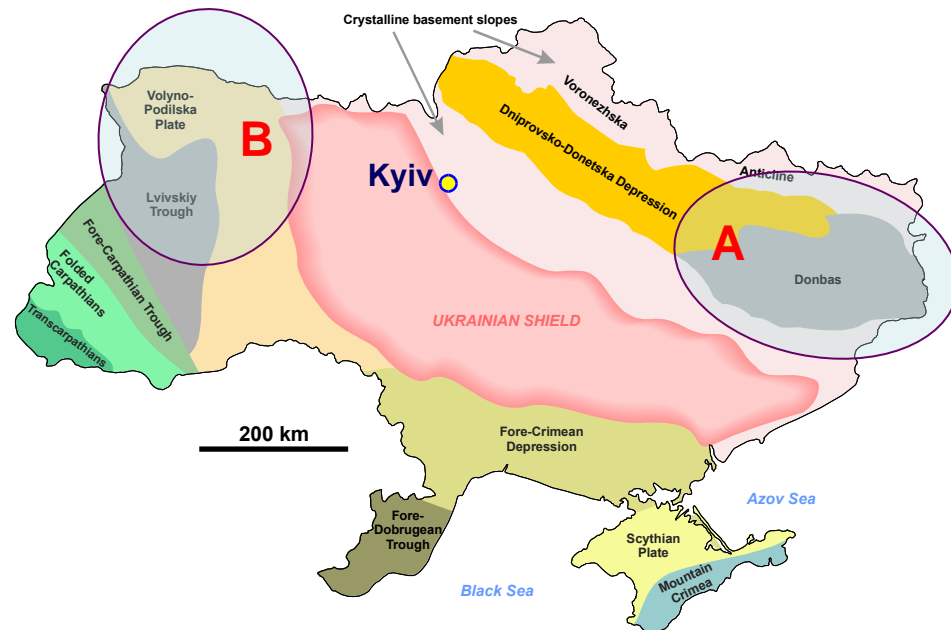 Crystalline basement slopes
Volyno-
Podilska
Plate
B
Voronezhska
Dniprovsko-Donetska Depression
Kyiv
Anticline
Lvivskiy
Trough
A
Fore-Carpathian Trough
Folded
Carpathians
Donbas
Transcarpathians
UKRAINIAN SHIELD
200 km
Fore-Crimean
Depression
Azov Sea
Fore-
Dobrugean
Trough
Scythian
Plate
Mountain
Crimea
Black Sea